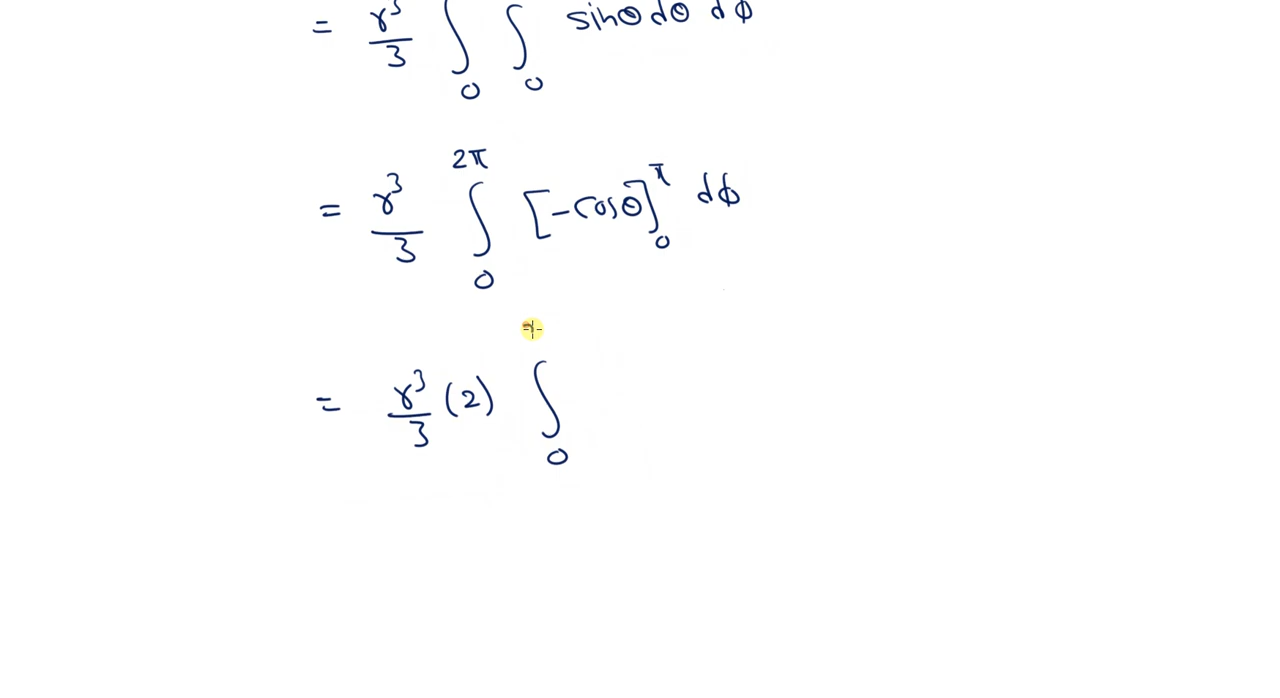 = r³/3 ∫₀ ∫₀ sinθ dθ dϕ
= r³/3 ∫₀^2π [-cosθ]₀^π dϕ
= r³/3 (2) ∫₀